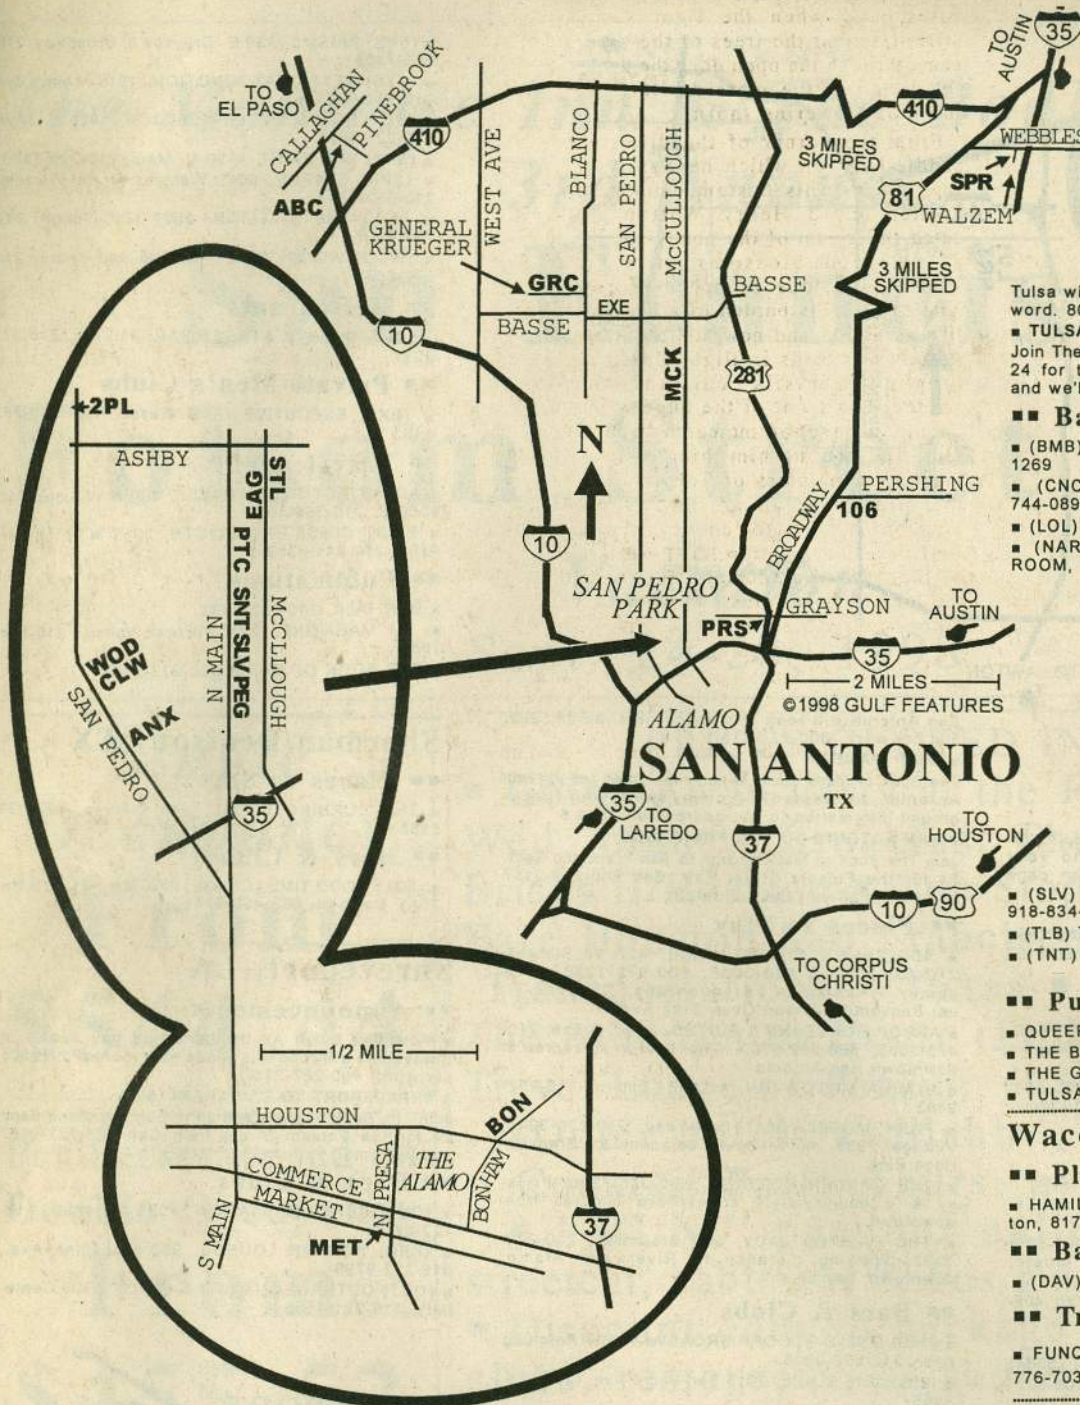 TO
AUSTIN
35
TO
EL PASO
CALLAGHAN
PINEBROOK
410
410
3 MILES
SKIPPED
WEBBLES
SPR
81
WALZEM
ABC
GENERAL
KRUEGER
WEST AVE
BLANCO
SAN PEDRO
McCULLOUGH
GRC
3 MILES
SKIPPED
BASSE
EXE
BASSE
10
MCK
281
N
10
BROADWAY
PERSHING
106
SAN PEDRO
PARK
PRS
GRAYSON
TO
AUSTIN
35
2 MILES
©1998 GULF FEATURES
ALAMO
SAN ANTONIO
TX
35
TO
LAREDO
37
TO
HOUSTON
10
90
TO CORPUS
CHRISTI
2PL
ASHBY
STL
EAG
PTC SNT SLV PEG
N MAIN
McCLLOUGH
WOD
CLW
ANX
SAN PEDRO
35
1/2 MILE
HOUSTON
BON
COMMERCE
MARKET
N PRESA
THE
ALAMO
BONHAM
S MAIN
MET
37
Tulsa wi
word. 80
■ TULSA
Join The
24 for t
and we'l
■■ Ba
■ (BMB)
1269
■ (CNC
744-089
■ (LOL)
■ (NAR
ROOM,
■ (SLV)
918-834-
■ (TLB) T
■ (TNT)
■■ Pu
■ QUEER
■ THE B
■ THE G
■ TULSA
Waco
■■ Pl
■ HAMIL
ton, 817
■■ Ba
■ (DAV)
■■ Tr
■ FUNC
776-703